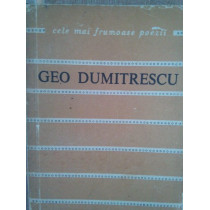 cele mai frumoase poezii
GEO DUMITRESCU